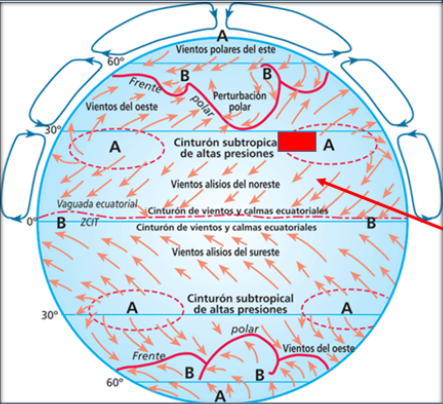 A
Vientos polares del este
60°
B
B
Frente
polar
Perturbación
polar
Vientos del oeste
30°
A
Cinturón subtropica
de altas presiones
A
Vientos alisios del noreste
Vaguada ecuatorial
Cinturón de vientos y calmas ecuatoriales
0°
B
ZCIT
B
Cinturón de vientos y calmas ecuatoriales
Vientos alisios del sureste
A
Cinturón subtropical
de altas presiones
A
30°
polar
Vientos del oeste
Frente
B
B
60°
A